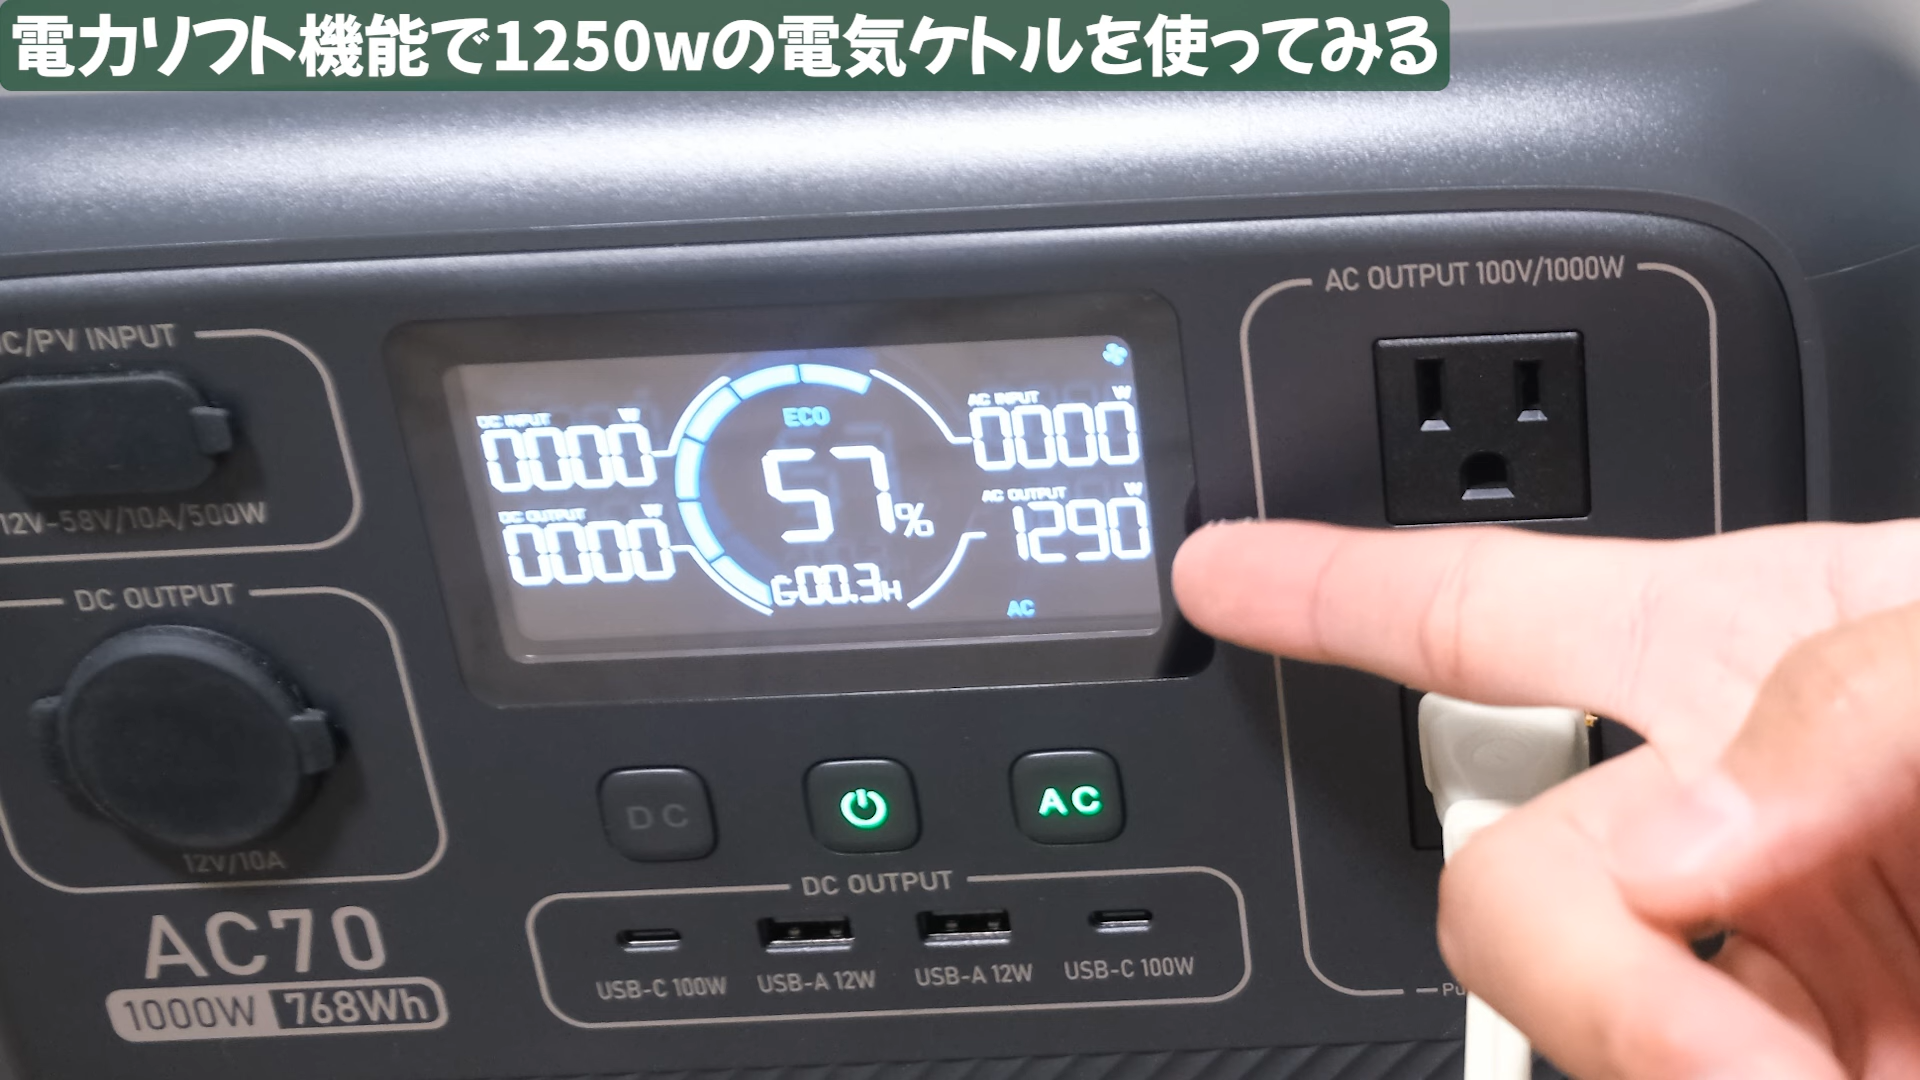 電力リフト機能で1250wの電気ケトルを使ってみる
AC OUTPUT 100V/1000W
C/PV INPUT
12V-58V/10A/500W
DC INPUT W
0000
DC OUTPUT W
0000
ECO
57%
00.3H
AC INPUT W
0000
AC OUTPUT W
1290
AC
DC OUTPUT
12V/10A
DC
AC
DC OUTPUT
USB-C 100W
USB-A 12W
USB-A 12W
USB-C 100W
AC70
1000W 768Wh